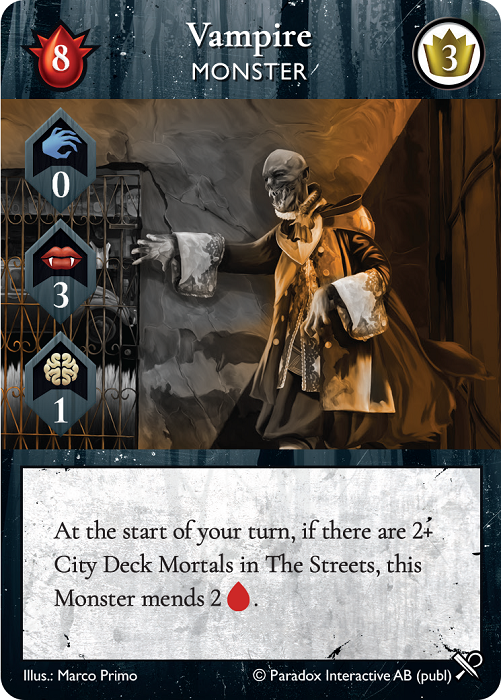 8
Vampire
MONSTER
3
0
3
1
At the start of your turn, if there are 2+
City Deck Mortals in The Streets, this
Monster mends 2 .
Illus.: Marco Primo
© Paradox Interactive AB (publ)